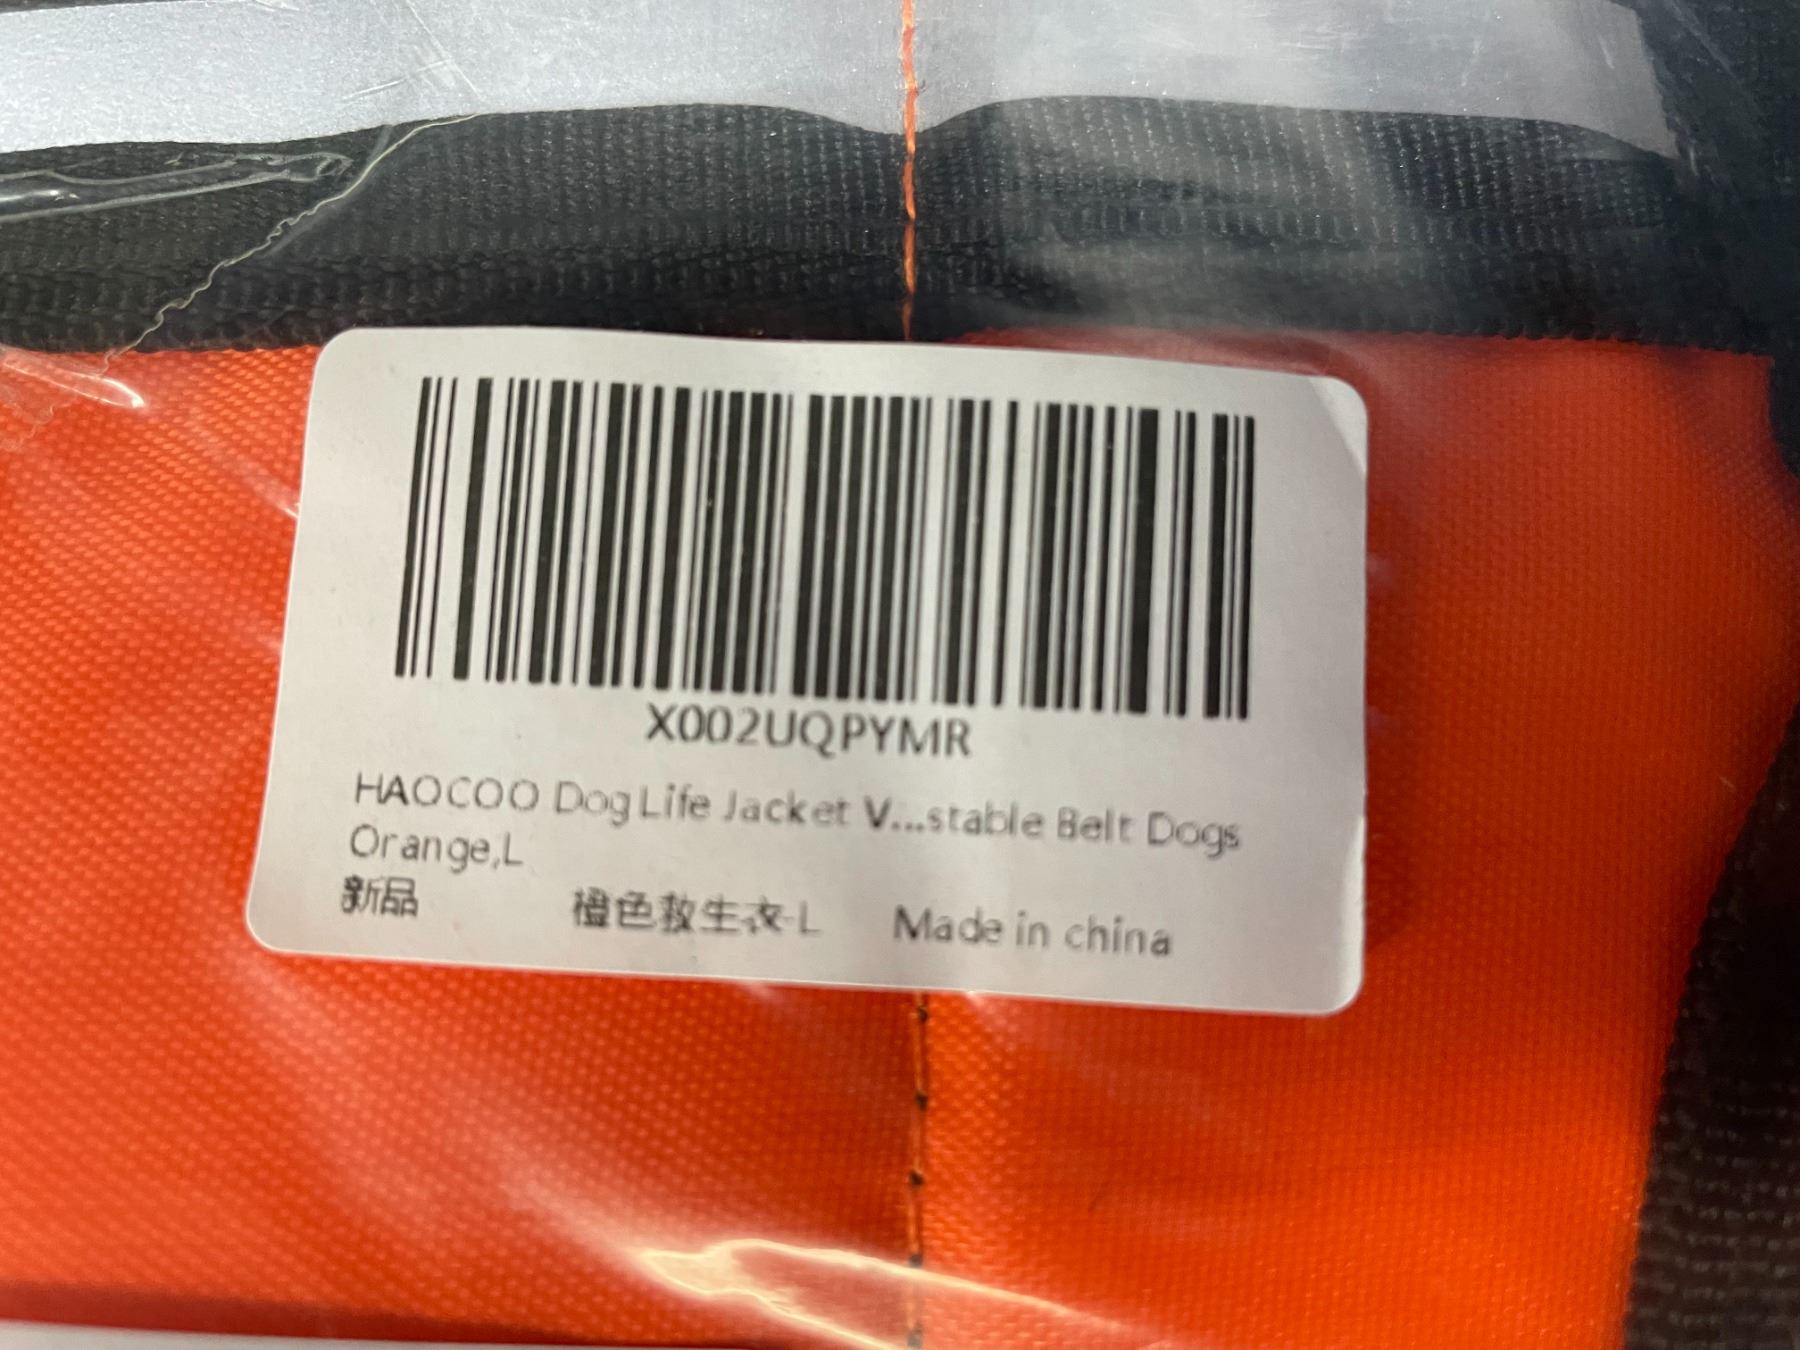 X002UQPYMR
HAOCOO Dog Life Jacket V...stable Belt Dogs
Orange,L
新品 橙色救生衣-L Made in china